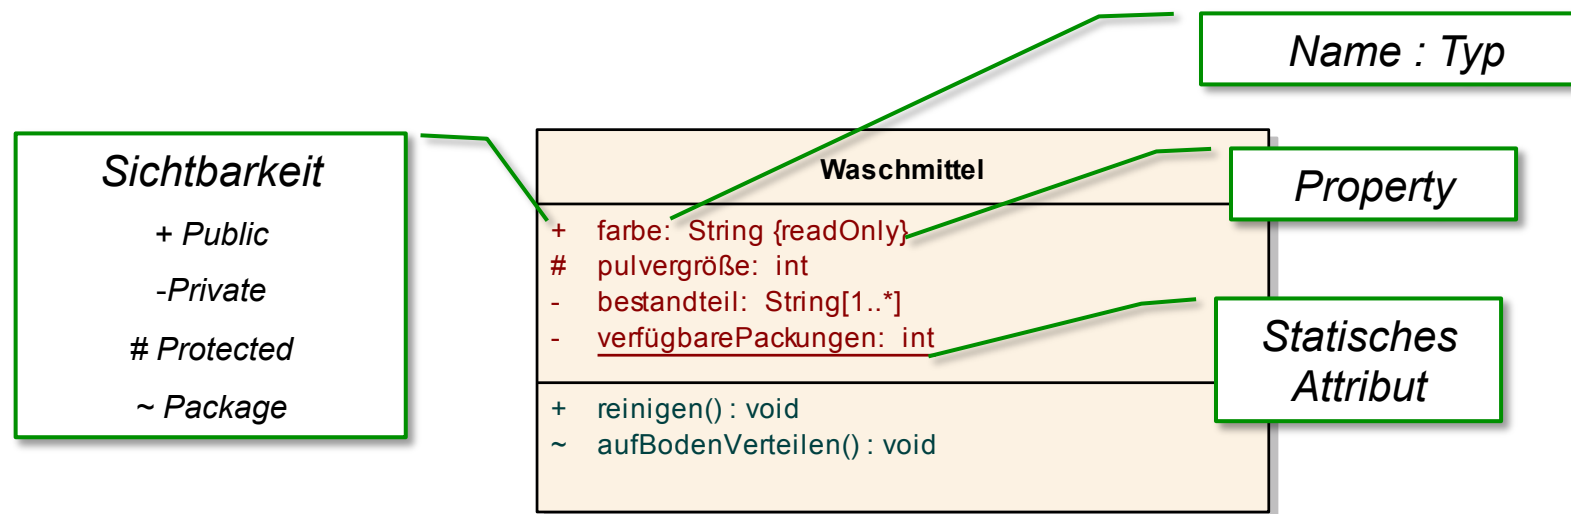 Name : Typ
Sichtbarkeit
+ Public
-Private
# Protected
~ Package
Waschmittel
+ farbe: String {readOnly}
# pulvergröße: int
- bestandteil: String[1..*]
- verfügbarePackungen: int
+ reinigen() : void
~ aufBodenVerteilen() : void
Property
Statisches
Attribut